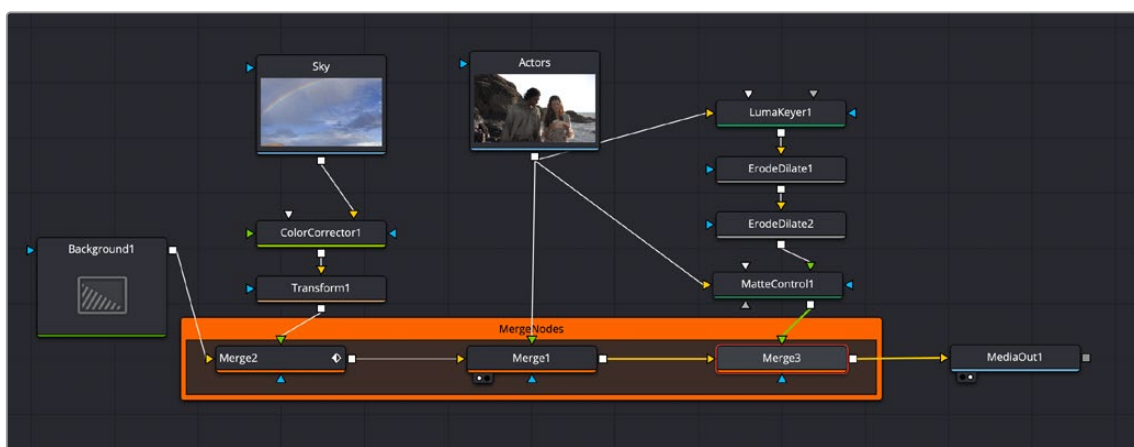 Sky
Actors
LumaKeyer1
ErodeDilate1
ErodeDilate2
ColorCorrector1
Background1
Transform1
MatteControl1
MergeNodes
Merge2
Merge1
Merge3
MediaOut1